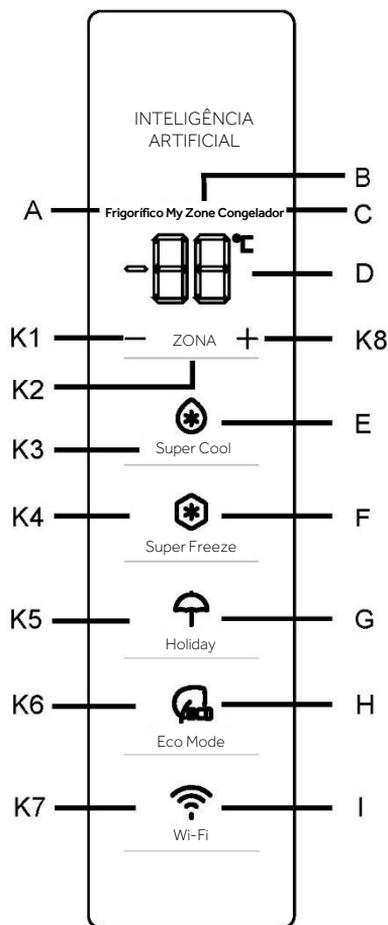 INTELIGÊNCIA
ARTIFICIAL
B
A Frigorífico My Zone Congelador C
-88°C D
K1 - ZONA + K8
K2
E
K3 Super Cool
K4 F
Super Freeze
K5 G
Holiday
K6 eco H
Eco Mode
K7 I
Wi-Fi